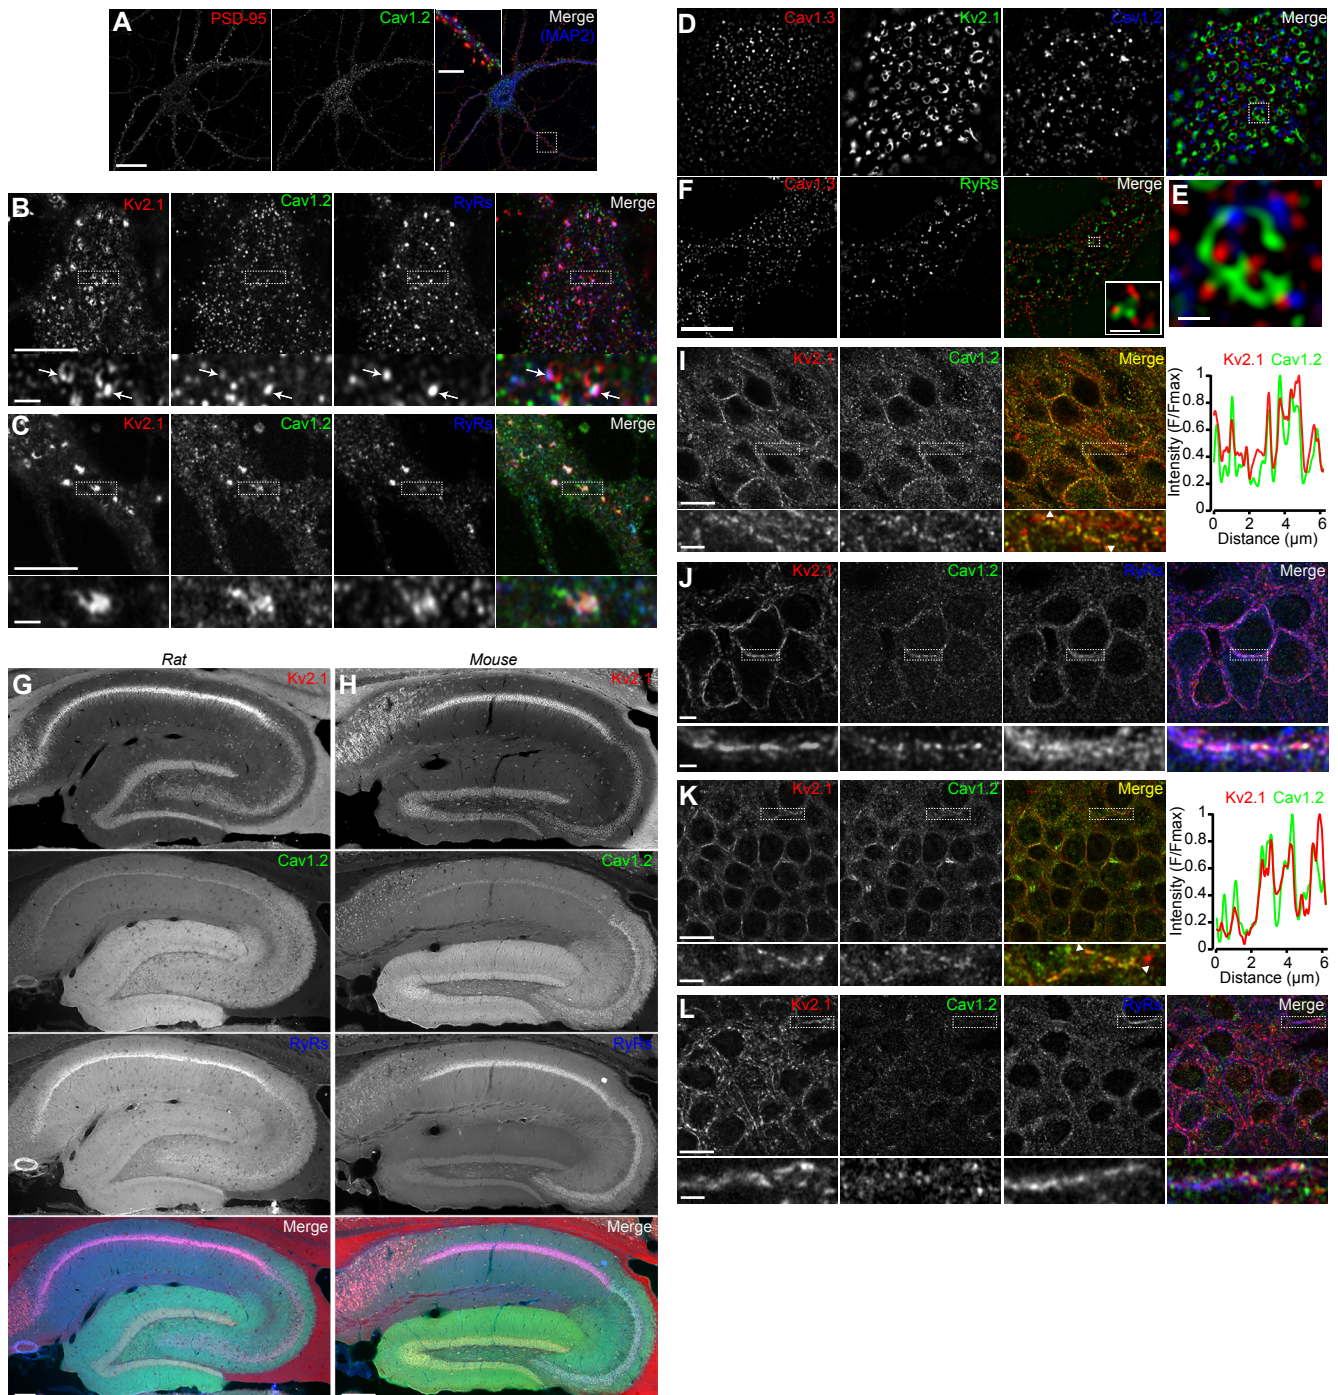 A
PSD-95
Cav1.2
Merge
(MAP2)
B
Kv2.1
Cav1.2
RyRs
Merge
C
Kv2.1
Cav1.2
RyRs
Merge
D
Cav1.3
Kv2.1
Cav1.2
Merge
F
Cav1.3
RyRs
Merge
E
Rat
G
Kv2.1
Cav1.2
RyRs
Merge
Mouse
H
Kv2.1
Cav1.2
RyRs
Merge
I
Kv2.1
Cav1.2
Merge
Kv2.1 Cav1.2
Intensity (F/Fmax)
1
0.8
0.6
0.4
0.2
0
0 2 4 6
Distance (µm)
J
Kv2.1
Cav1.2
RyRs
Merge
K
Kv2.1
Cav1.2
Merge
Kv2.1 Cav1.2
Intensity (F/Fmax)
1
0.8
0.6
0.4
0.2
0
0 2 4 6
Distance (µm)
L
Kv2.1
Cav1.2
RyRs
Merge